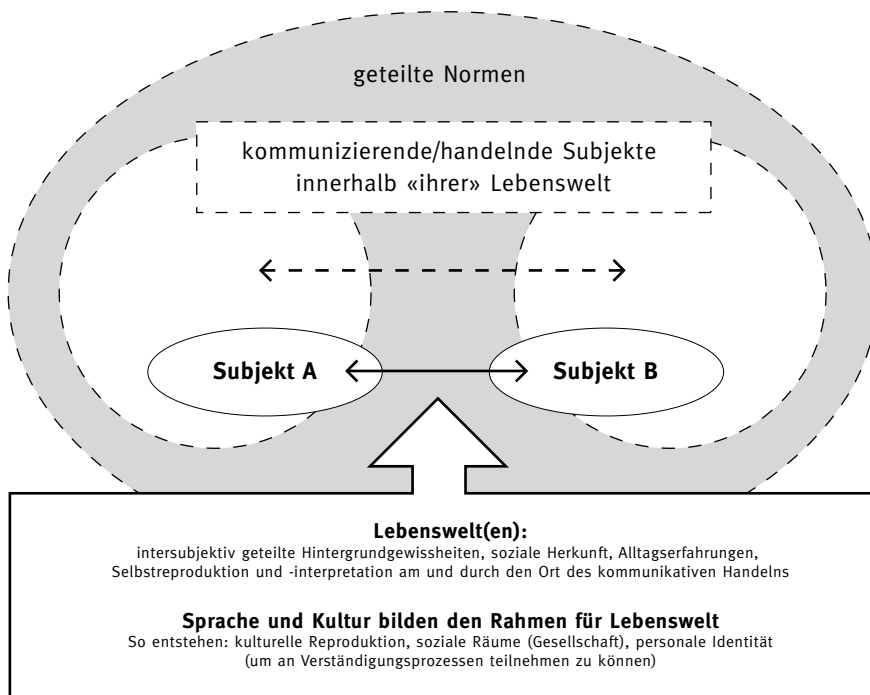 geteilte Normen
kommunizierende/handelnde Subjekte
innerhalb «ihrer» Lebenswelt
Subjekt A
Subjekt B
Lebenswelt(en):
intersubjektiv geteilte Hintergrundgewissheiten, soziale Herkunft, Alltagserfahrungen,
Selbstreproduktion und -interpretation am und durch den Ort des kommunikativen Handelns
Sprache und Kultur bilden den Rahmen für Lebenswelt
So entstehen: kulturelle Reproduktion, soziale Räume (Gesellschaft), personale Identität
(um an Verständigungsprozessen teilnehmen zu können)